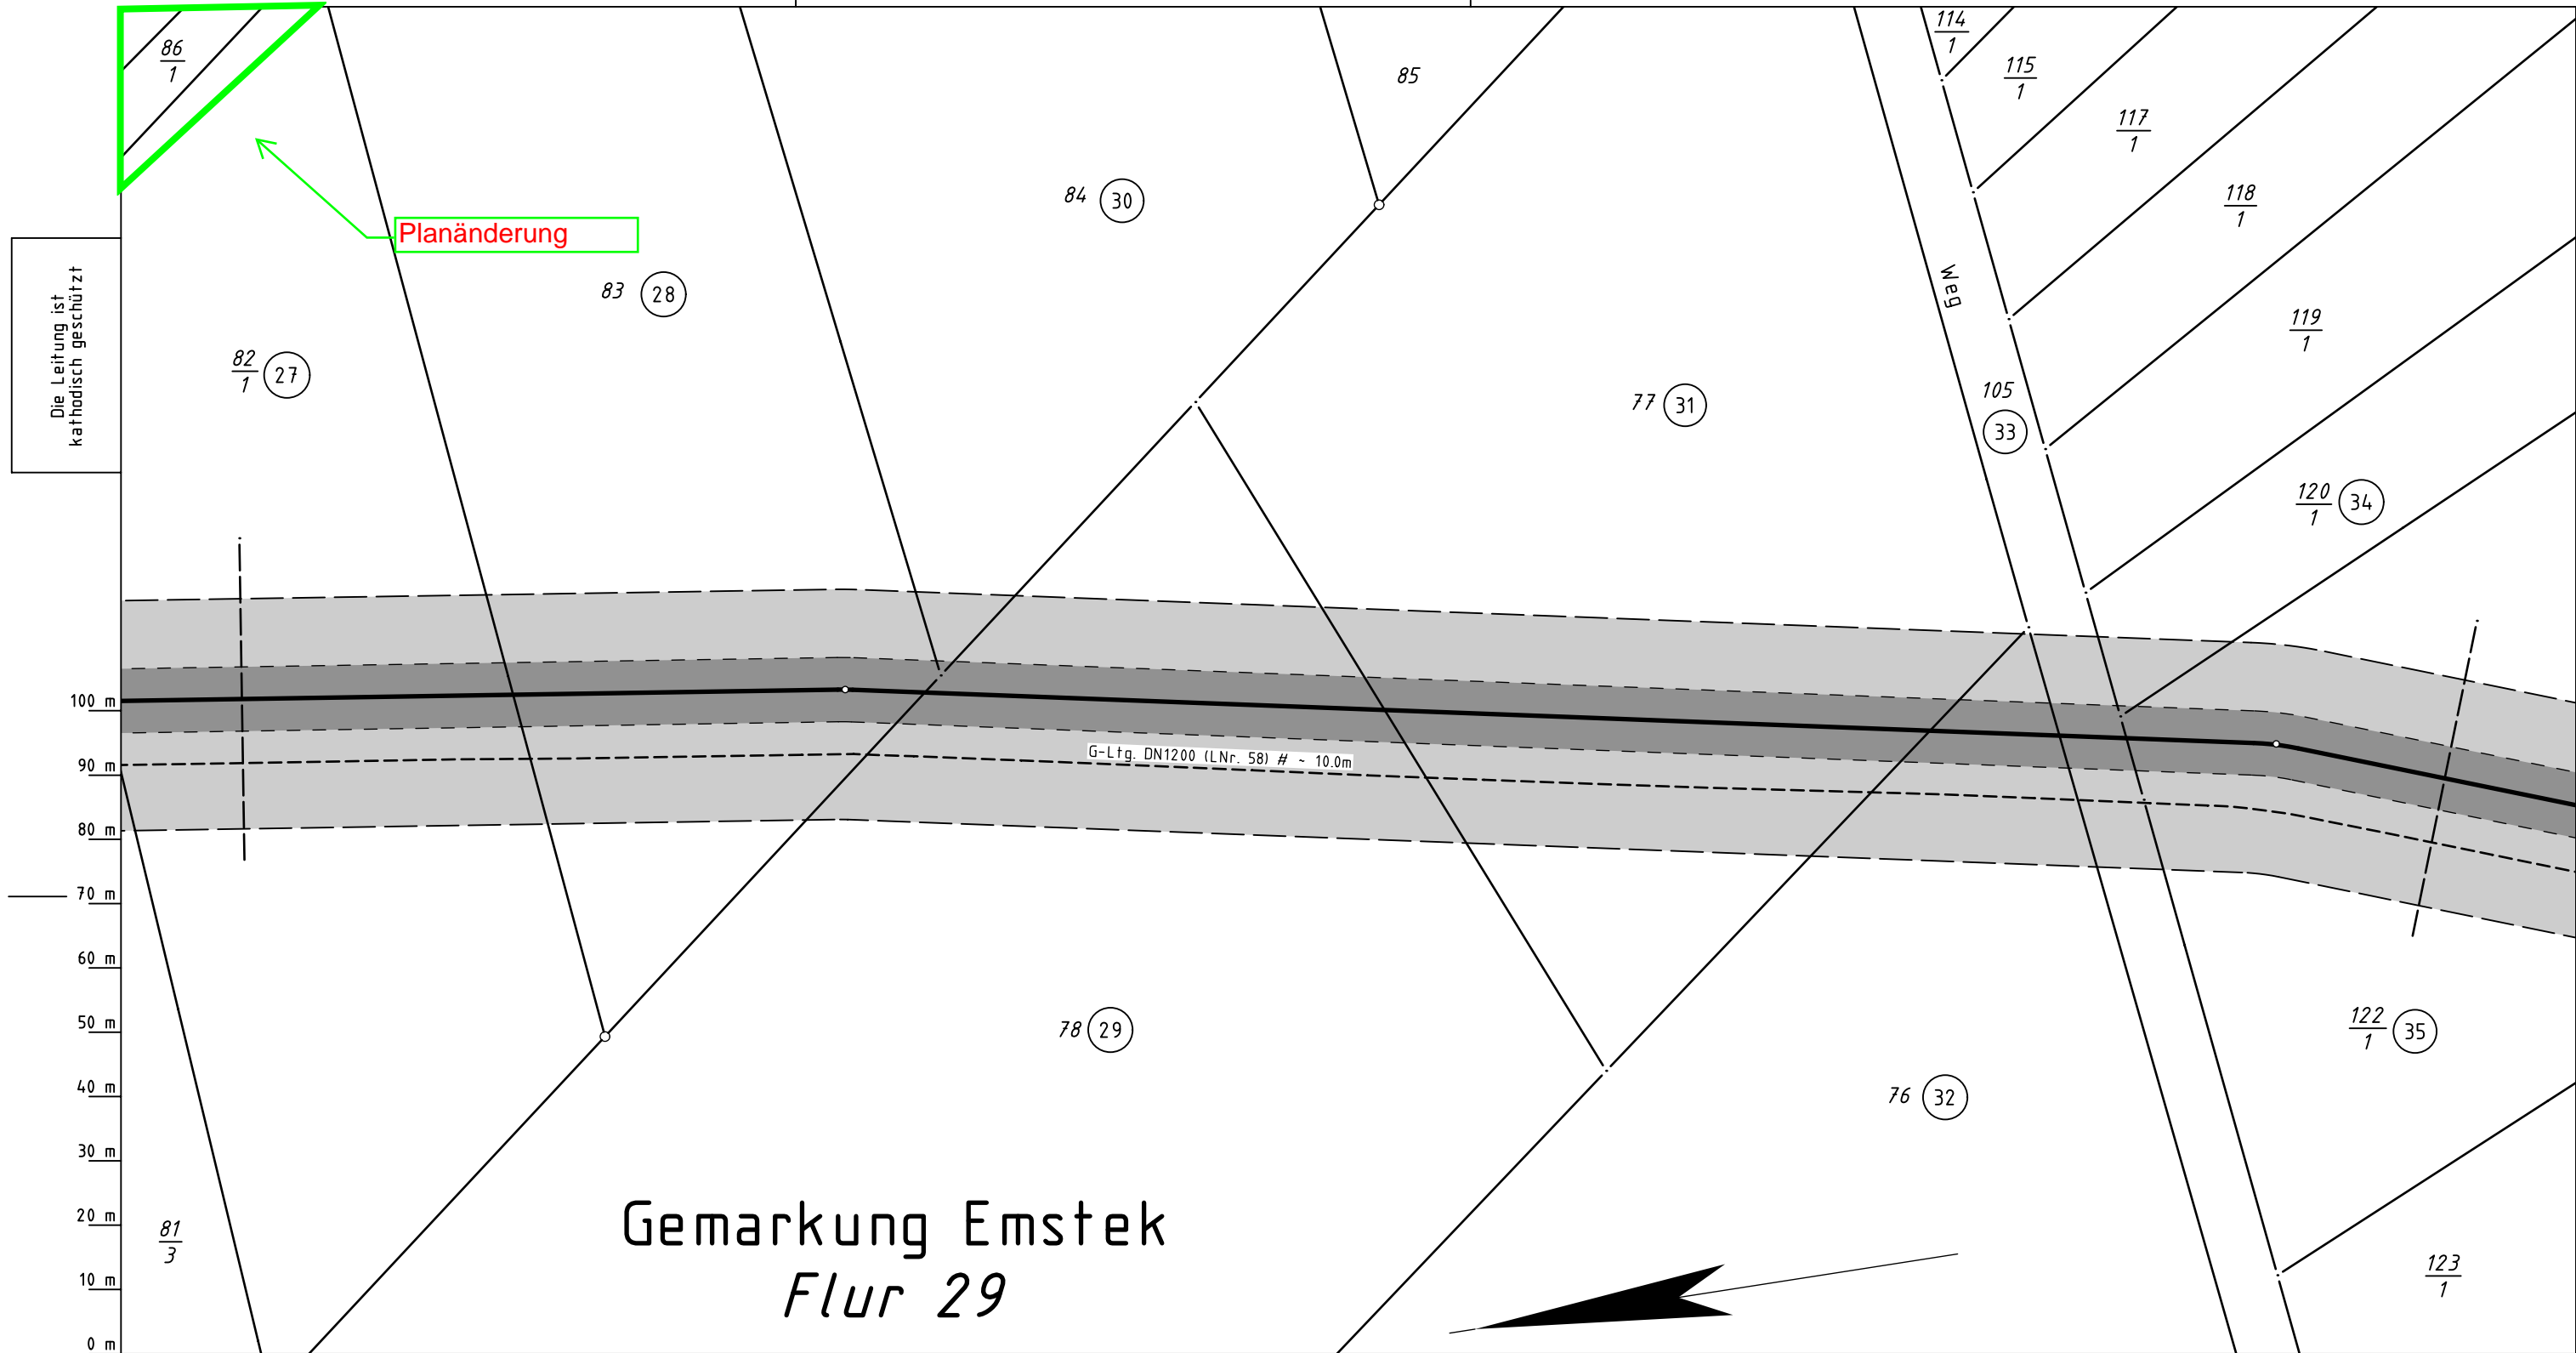 86
1
114
1
115
1
85
117
1
118
1
84 30
Planänderung
83 28
Weg
119
1
Die Leitung ist
kathodisch geschützt
82
1 27
77 31
105
33
120
1 34
100 m
90 m
G-Ltg. DN1200 (LNr. 58) # ~ 10.0m
80 m
70 m
60 m
50 m
78 29
122
1 35
40 m
76 32
30 m
20 m
81
3
Gemarkung Emstek
Flur 29
10 m
123
1
0 m